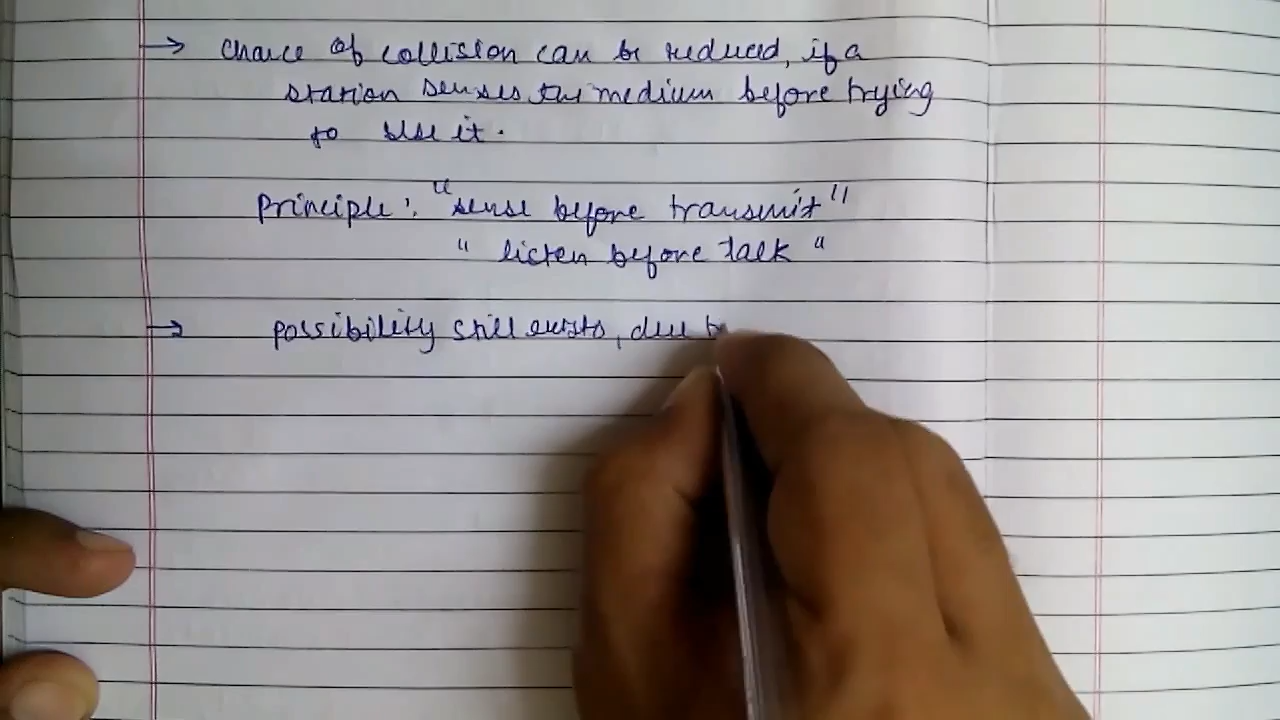 → Chance of collision can be reduced, if a
station senses the medium before trying
to use it.
Principle: "sense before transmit"
"listen before talk"
→ possibility still exists, due to